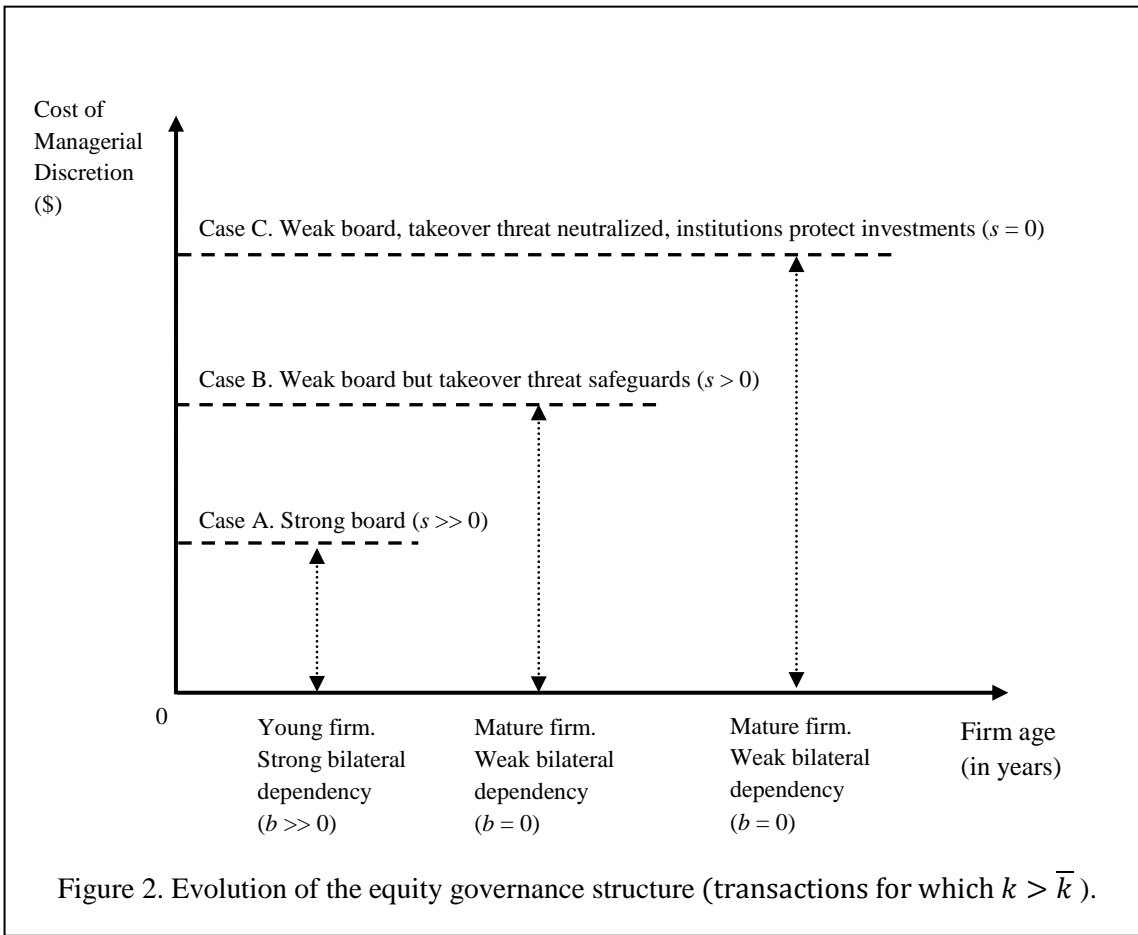 Cost of
Managerial
Discretion
($)
Case C. Weak board, takeover threat neutralized, institutions protect investments (s = 0)
Case B. Weak board but takeover threat safeguards (s > 0)
Case A. Strong board (s >> 0)
0
Young firm.
Strong bilateral
dependency
(b >> 0)
Mature firm.
Weak bilateral
dependency
(b = 0)
Mature firm.
Weak bilateral
dependency
(b = 0)
Firm age
(in years)
Figure 2. Evolution of the equity governance structure (transactions for which k > k̅ ).